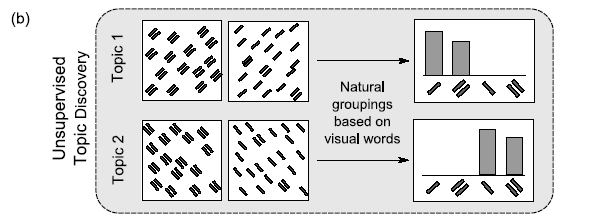 (b)
Unsupervised
Topic Discovery
Topic 1
Topic 2
Natural
groupings
based on
visual words